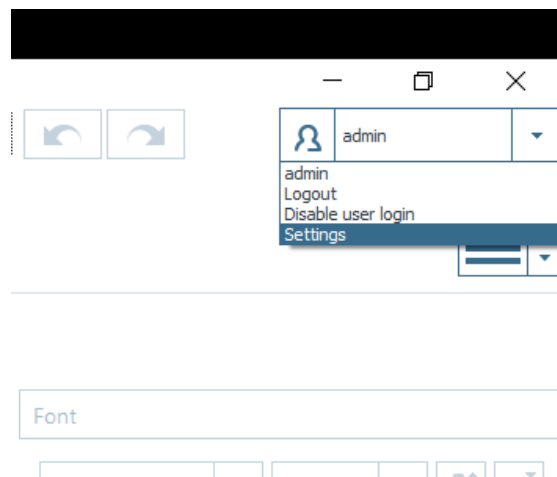 admin
admin
Logout
Disable user login
Settings
Font